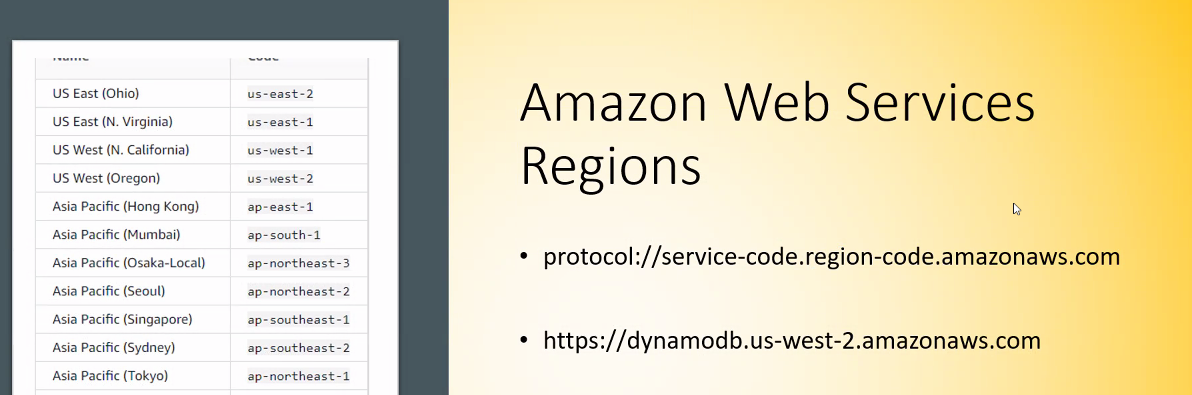 Name Code
US East (Ohio) us-east-2
US East (N. Virginia) us-east-1
US West (N. California) us-west-1
US West (Oregon) us-west-2
Asia Pacific (Hong Kong) ap-east-1
Asia Pacific (Mumbai) ap-south-1
Asia Pacific (Osaka-Local) ap-northeast-3
Asia Pacific (Seoul) ap-northeast-2
Asia Pacific (Singapore) ap-southeast-1
Asia Pacific (Sydney) ap-southeast-2
Asia Pacific (Tokyo) ap-northeast-1
Amazon Web Services
Regions
• protocol://service-code.region-code.amazonaws.com
• https://dynamodb.us-west-2.amazonaws.com